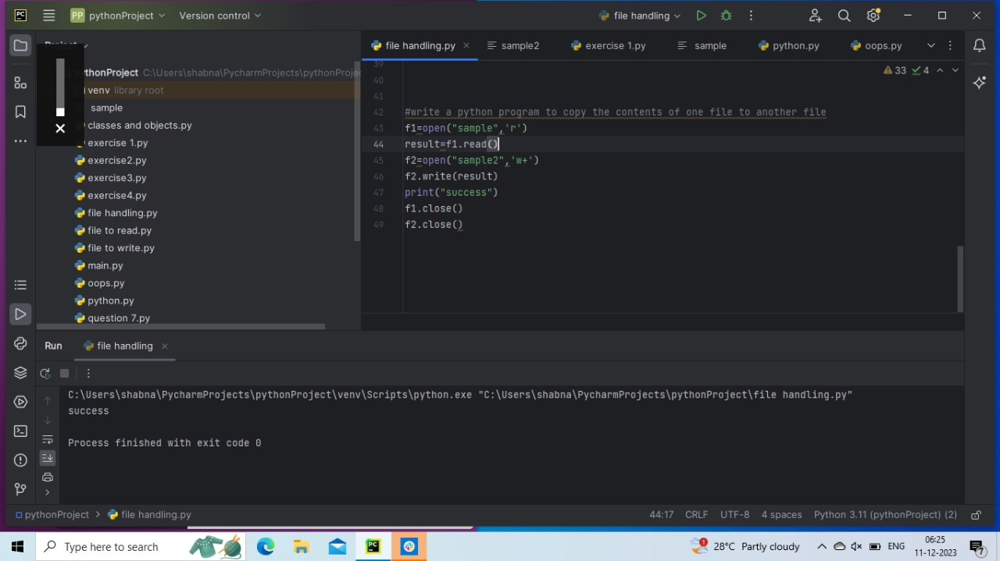 PC
PP pythonProject
Version control
file handling
Project
file handling.py
sample2
exercise 1.py
sample
python.py
oops.py
pythonProject C:\Users\shabna\PycharmProjects\pythonProjec
venv library root
sample
classes and objects.py
exercise 1.py
exercise2.py
exercise3.py
exercise4.py
file handling.py
file to read.py
file to write.py
main.py
oops.py
python.py
question 7.py
33 4
39
40
41
42 #write a python program to copy the contents of one file to another file
43 f1=open("sample",'r')
44 result=f1.read()
45 f2=open("sample2",'w+')
46 f2.write(result)
47 print("success")
48 f1.close()
49 f2.close()
Run
file handling
C:\Users\shabna\PycharmProjects\pythonProject\venv\Scripts\python.exe "C:\Users\shabna\PycharmProjects\pythonProject\file handling.py"
success
Process finished with exit code 0
pythonProject > file handling.py
44:17 CRLF UTF-8 4 spaces Python 3.11 (pythonProject) (2)
Type here to search
PC
1
28°C Partly cloudy
ENG
06:25
11-12-2023
7